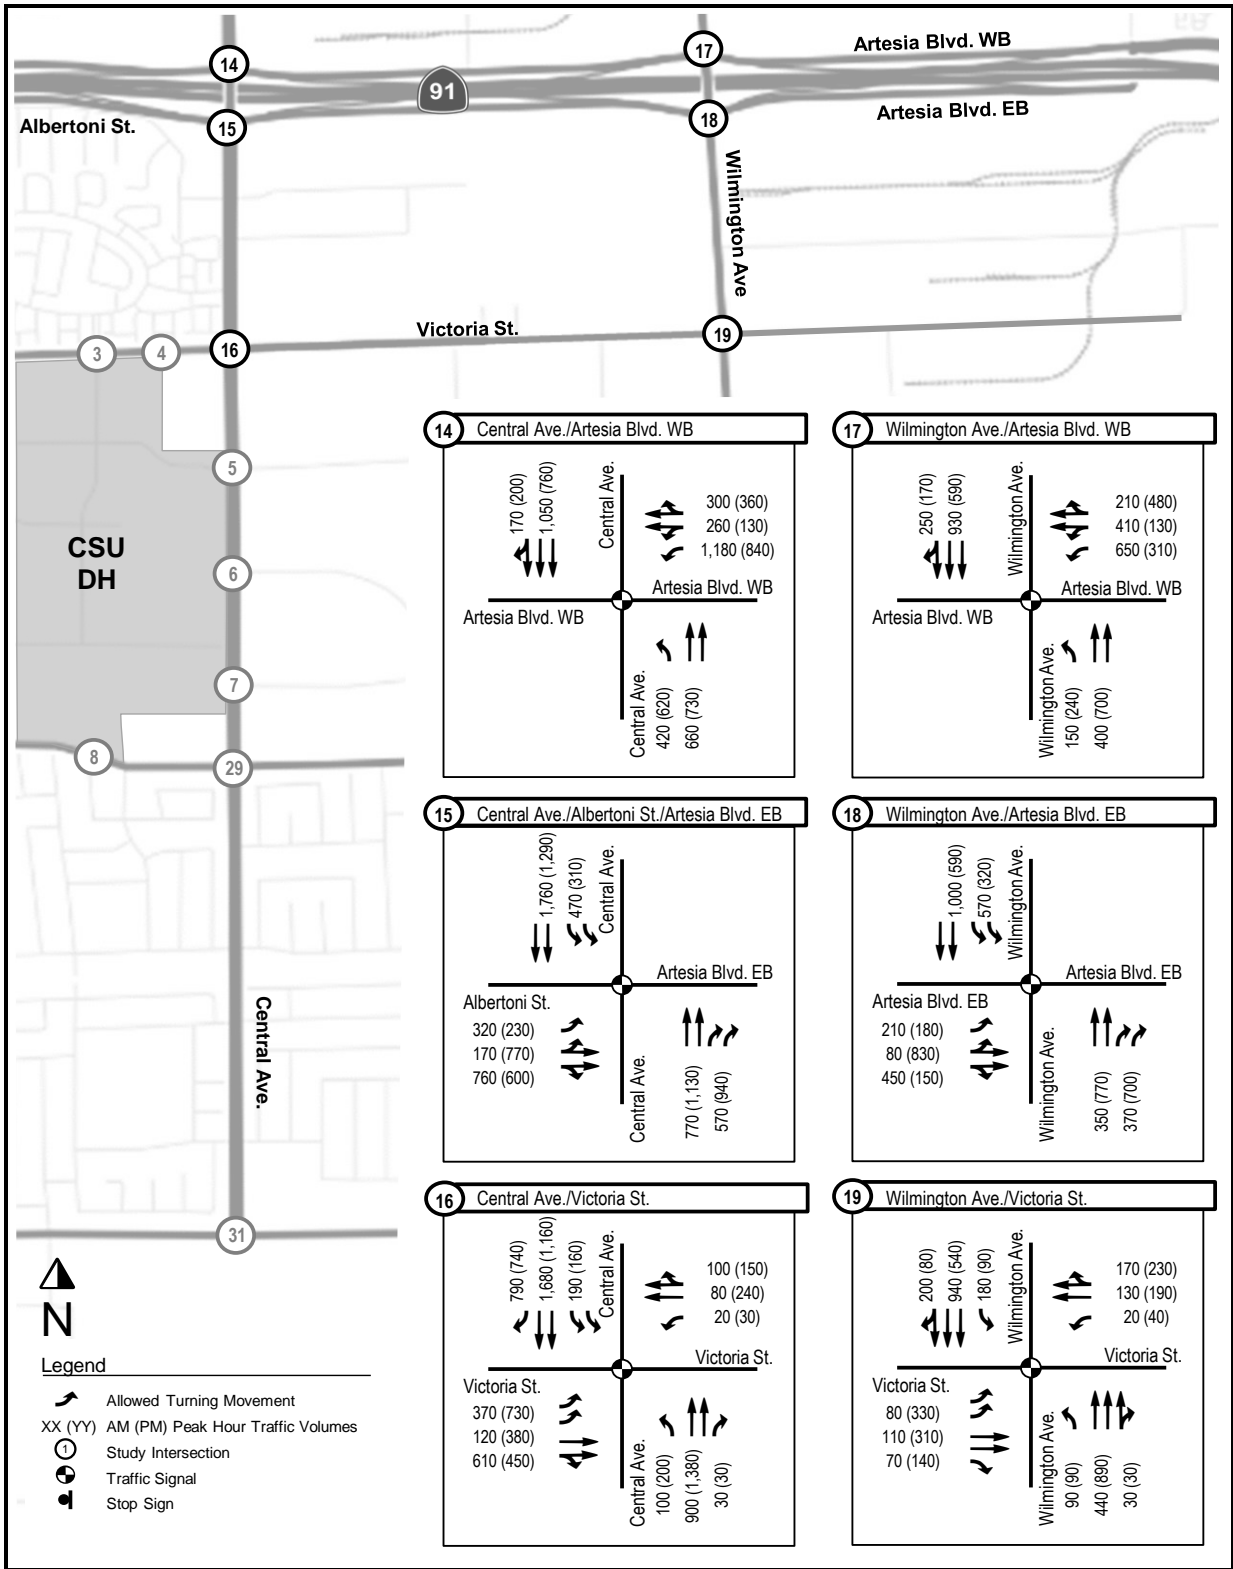 14
17
Artesia Blvd. WB
91
Artesia Blvd. EB
Albertoni St.
15
18
Wilmington Ave
Victoria St.
3
4
16
19
5
CSU
DH
6
7
8
29
Central Ave.
31
N
Legend
Allowed Turning Movement
XX (YY) AM (PM) Peak Hour Traffic Volumes
1 Study Intersection
Traffic Signal
Stop Sign
14 Central Ave./Artesia Blvd. WB
170 (200)
1,050 (760)
Central Ave.
300 (360)
260 (130)
1,180 (840)
Artesia Blvd. WB
Artesia Blvd. WB
Central Ave.
420 (620)
660 (730)
17 Wilmington Ave./Artesia Blvd. WB
250 (170)
930 (590)
Wilmington Ave.
210 (480)
410 (130)
650 (310)
Artesia Blvd. WB
Artesia Blvd. WB
Wilmington Ave.
150 (240)
400 (700)
15 Central Ave./Albertoni St./Artesia Blvd. EB
1,760 (1,290)
470 (310)
Central Ave.
Artesia Blvd. EB
Albertoni St.
320 (230)
170 (770)
760 (600)
Central Ave.
770 (1,130)
570 (940)
18 Wilmington Ave./Artesia Blvd. EB
1,000 (590)
570 (320)
Wilmington Ave.
Artesia Blvd. EB
Artesia Blvd. EB
210 (180)
80 (830)
450 (150)
Wilmington Ave.
350 (770)
370 (700)
16 Central Ave./Victoria St.
790 (740)
1,680 (1,160)
190 (160)
Central Ave.
100 (150)
80 (240)
20 (30)
Victoria St.
Victoria St.
370 (730)
120 (380)
610 (450)
Central Ave.
100 (200)
900 (1,380)
30 (30)
19 Wilmington Ave./Victoria St.
200 (80)
940 (540)
180 (90)
Wilmington Ave.
170 (230)
130 (190)
20 (40)
Victoria St.
Victoria St.
80 (330)
110 (310)
70 (140)
Wilmington Ave.
90 (90)
440 (890)
30 (30)